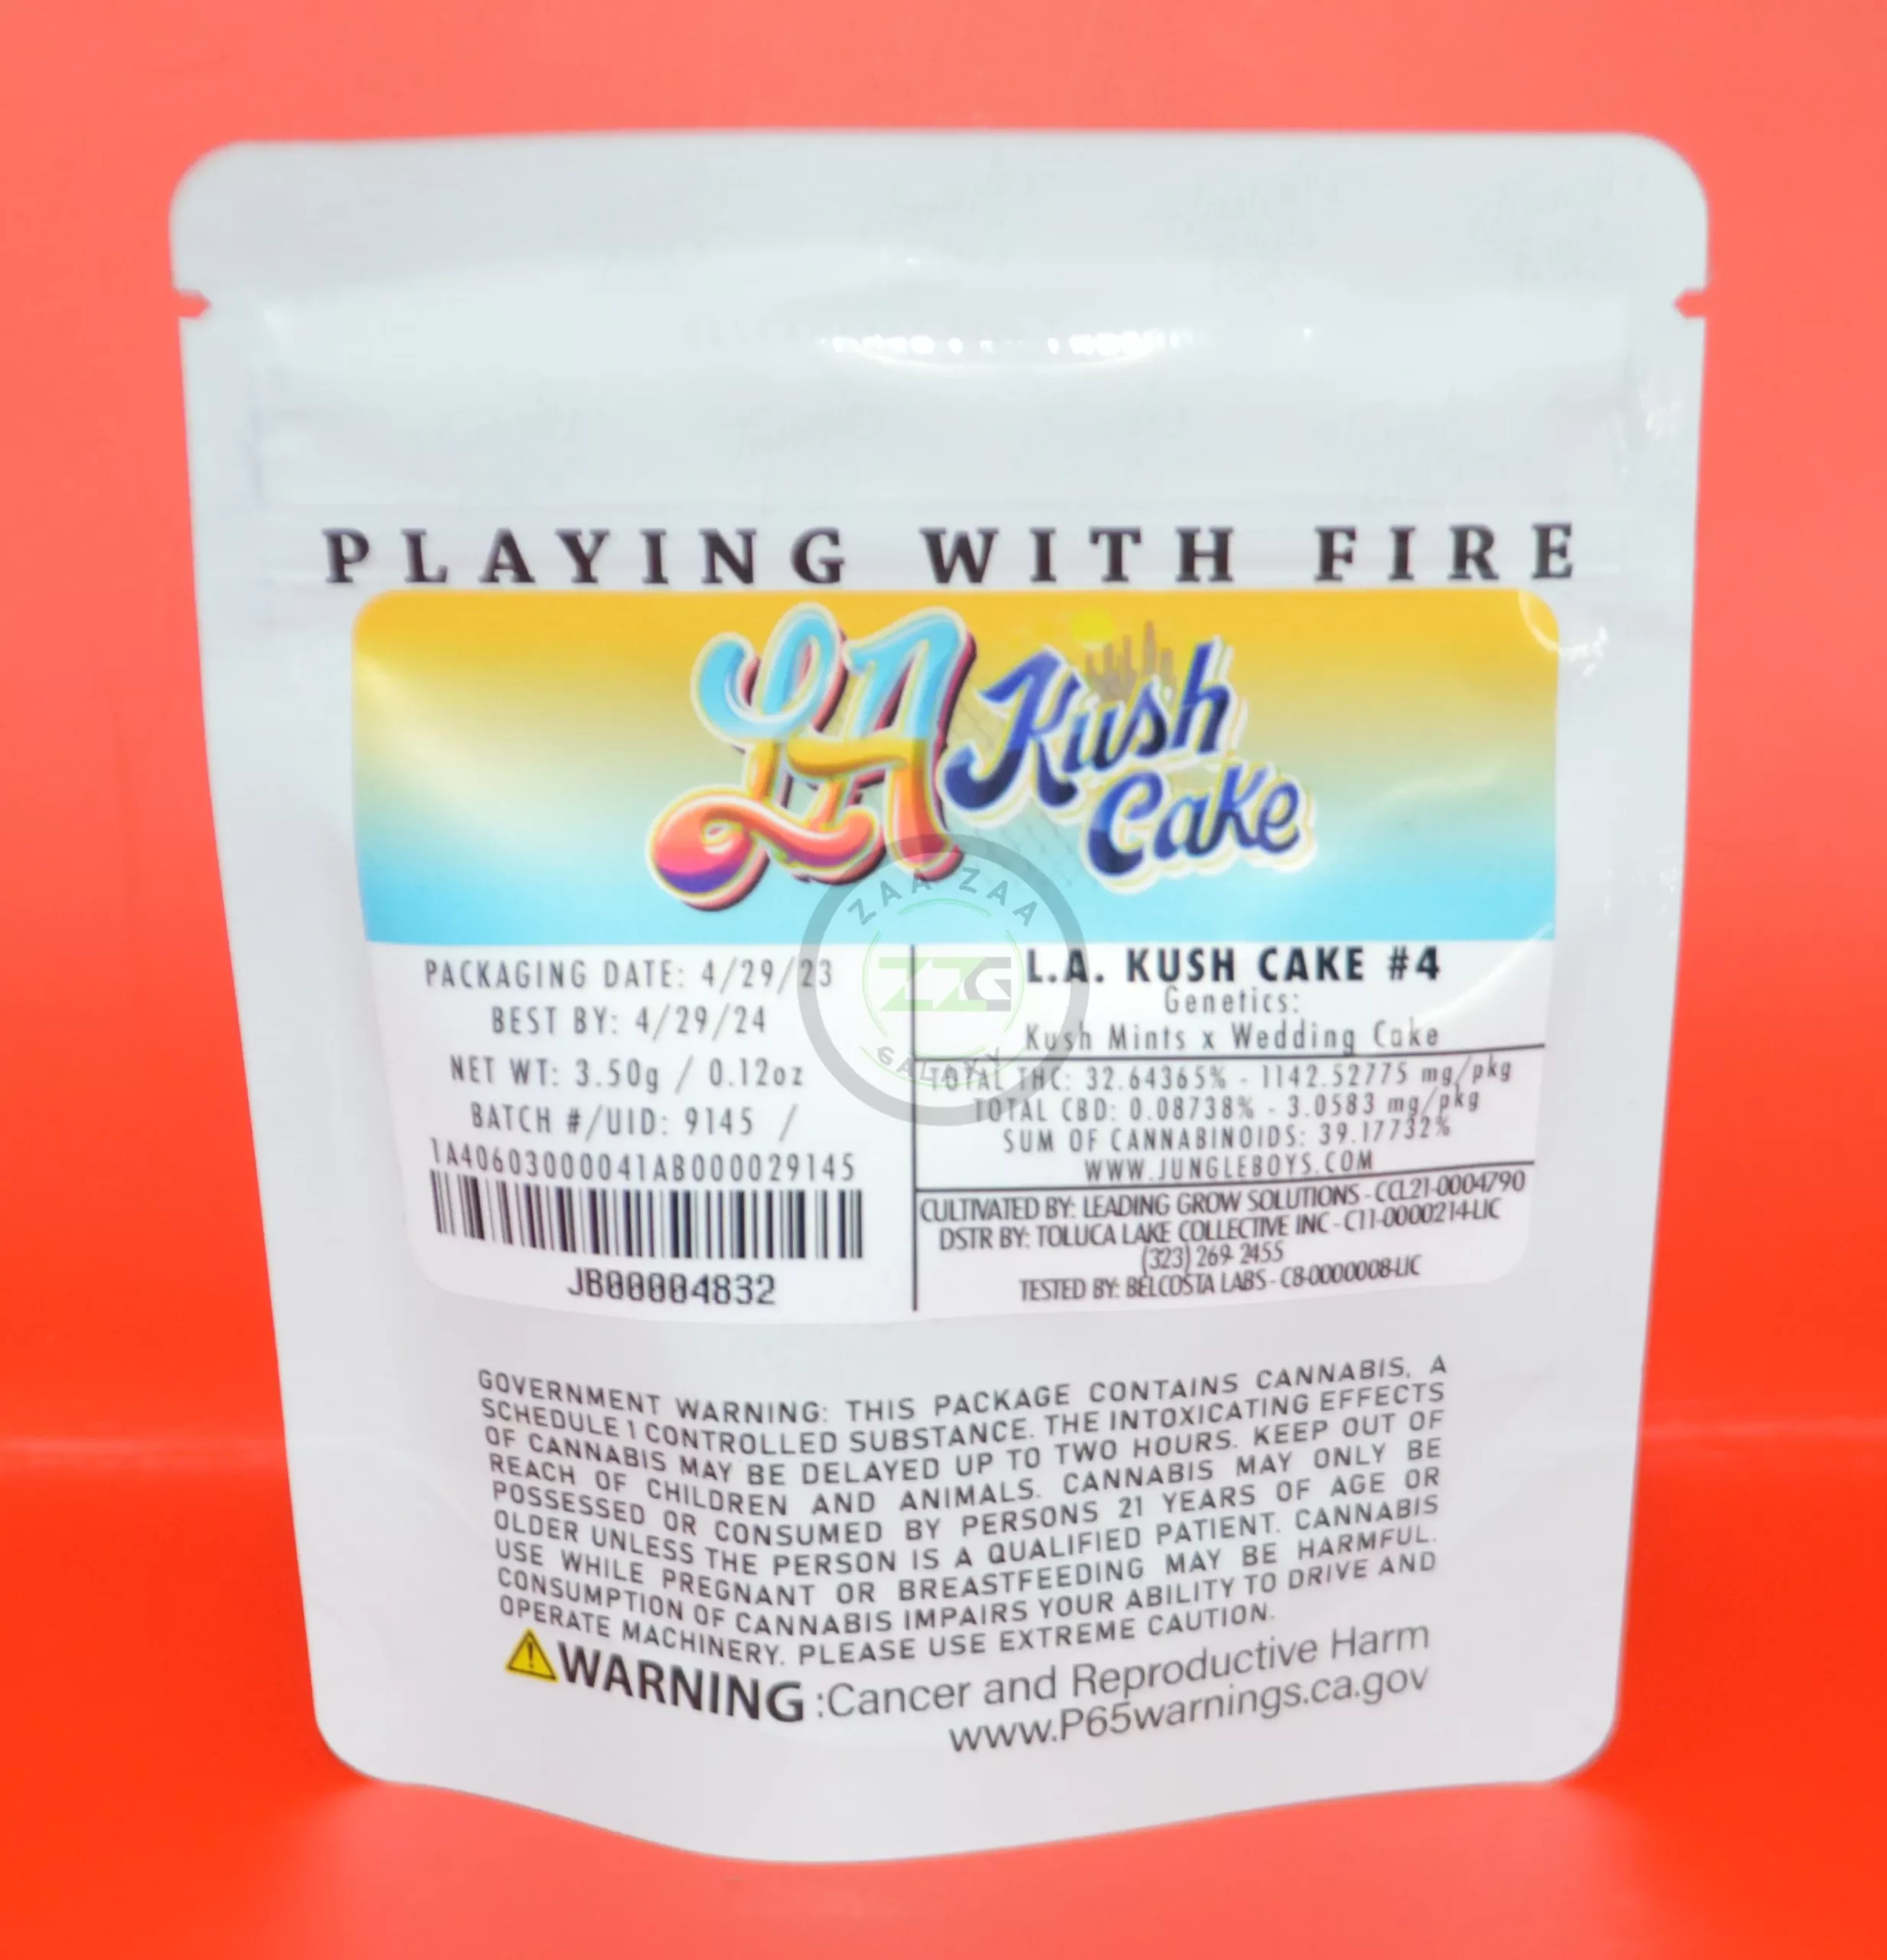 PLAYING WITH FIRE
LA Kush
Cake
PACKAGING DATE: 4/29/23
BEST BY: 4/29/24
NET WT: 3.50g / 0.12oz
BATCH #/UID: 9145 /
1A40603000041AB000029145
JB00004832
L.A. KUSH CAKE #4
Genetics:
Kush Mints x Wedding Cake
TOTAL THC: 32.64365% - 1142.52775 mg/pkg
TOTAL CBD: 0.08738% - 3.0583 mg/pkg
SUM OF CANNABINOIDS: 39.17732%
WWW.JUNGLEBOYS.COM
CULTIVATED BY: LEADING GROW SOLUTIONS - CCL21-0004790
DSTR BY: TOLUCA LAKE COLLECTIVE INC - C11-0000214-LIC
(323) 269-2455
TESTED BY: BELCOSTA LABS - C8-0000008-LIC
ZAA ZAA
ZZG
GALAXY
GOVERNMENT WARNING: THIS PACKAGE CONTAINS CANNABIS, A
SCHEDULE 1 CONTROLLED SUBSTANCE. THE INTOXICATING EFFECTS
OF CANNABIS MAY BE DELAYED UP TO TWO HOURS. KEEP OUT OF
REACH OF CHILDREN AND ANIMALS. CANNABIS MAY ONLY BE
POSSESSED OR CONSUMED BY PERSONS 21 YEARS OF AGE OR
OLDER UNLESS THE PERSON IS A QUALIFIED PATIENT. CANNABIS
USE WHILE PREGNANT OR BREASTFEEDING MAY BE HARMFUL.
CONSUMPTION OF CANNABIS IMPAIRS YOUR ABILITY TO DRIVE AND
OPERATE MACHINERY. PLEASE USE EXTREME CAUTION.
WARNING :Cancer and Reproductive Harm
www.P65warnings.ca.gov